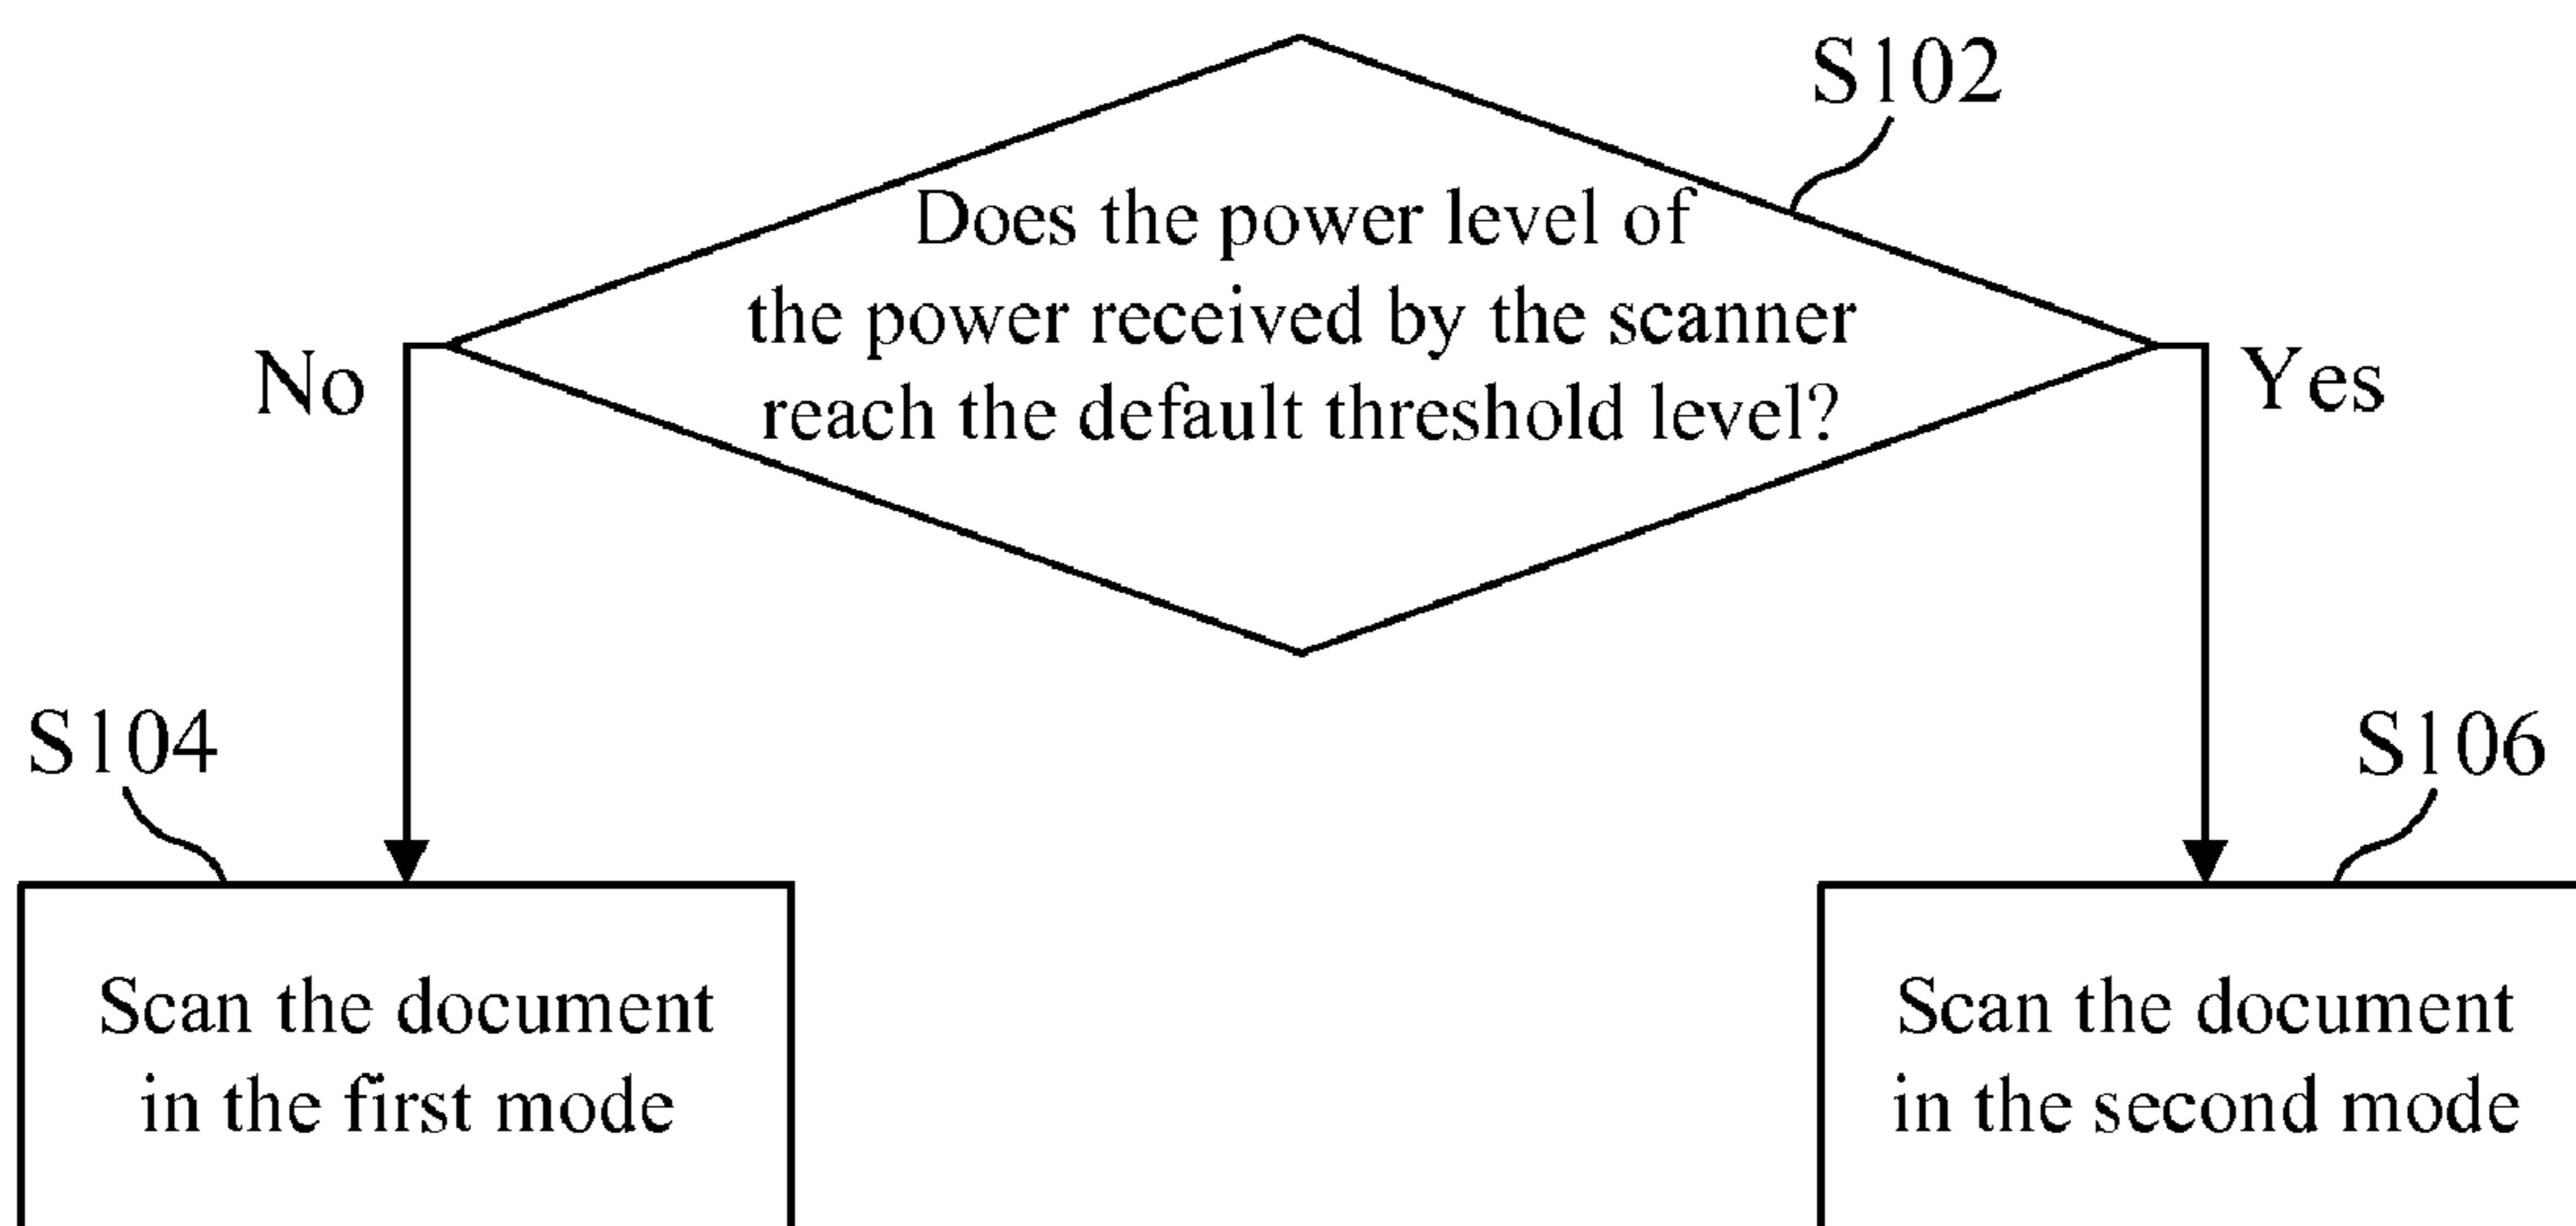 S102
Does the power level of
the power received by the scanner
reach the default threshold level?
No
Yes
S104
S106
Scan the document
in the first mode
Scan the document
in the second mode